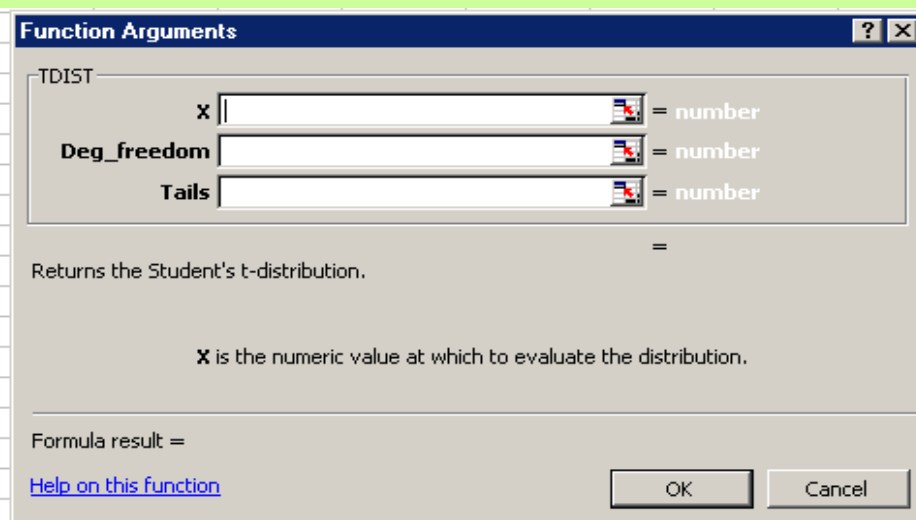 Function Arguments ? X
TDIST
X = number
Deg_freedom = number
Tails = number
=
Returns the Student's t-distribution.
X is the numeric value at which to evaluate the distribution.
Formula result =
Help on this function OK Cancel